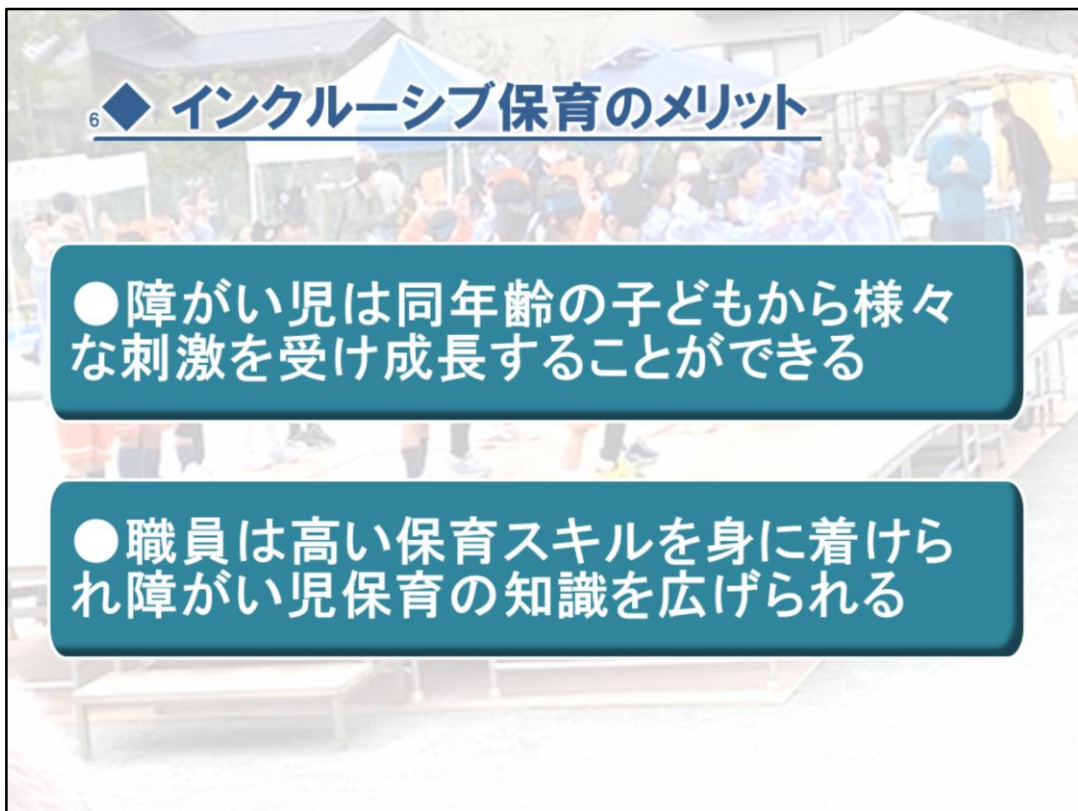 6◆ インクルーシブ保育のメリット
●障がい児は同年齢の子どもから様々
な刺激を受け成長することができる
●職員は高い保育スキルを身に着けら
れ障がい児保育の知識を広げられる